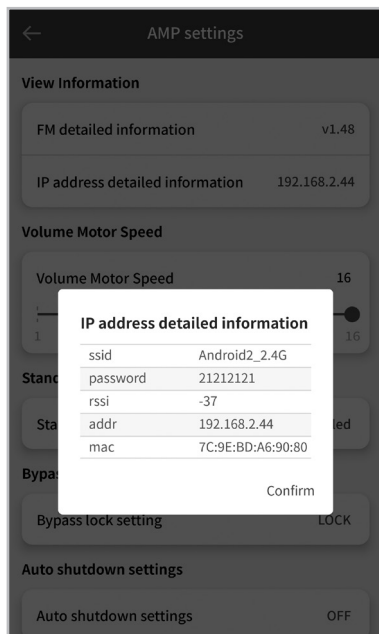 AMP settings
View Information
FM detailed information v1.48
IP address detailed information 192.168.2.44
Volume Motor Speed
Volume Motor Speed 16
1 16
IP address detailed information
ssid Android2_2.4G
password 21212121
rssi -37
addr 192.168.2.44
mac 7C:9E:BD:A6:90:80
Confirm
Bypass lock setting LOCK
Auto shutdown settings
Auto shutdown settings OFF